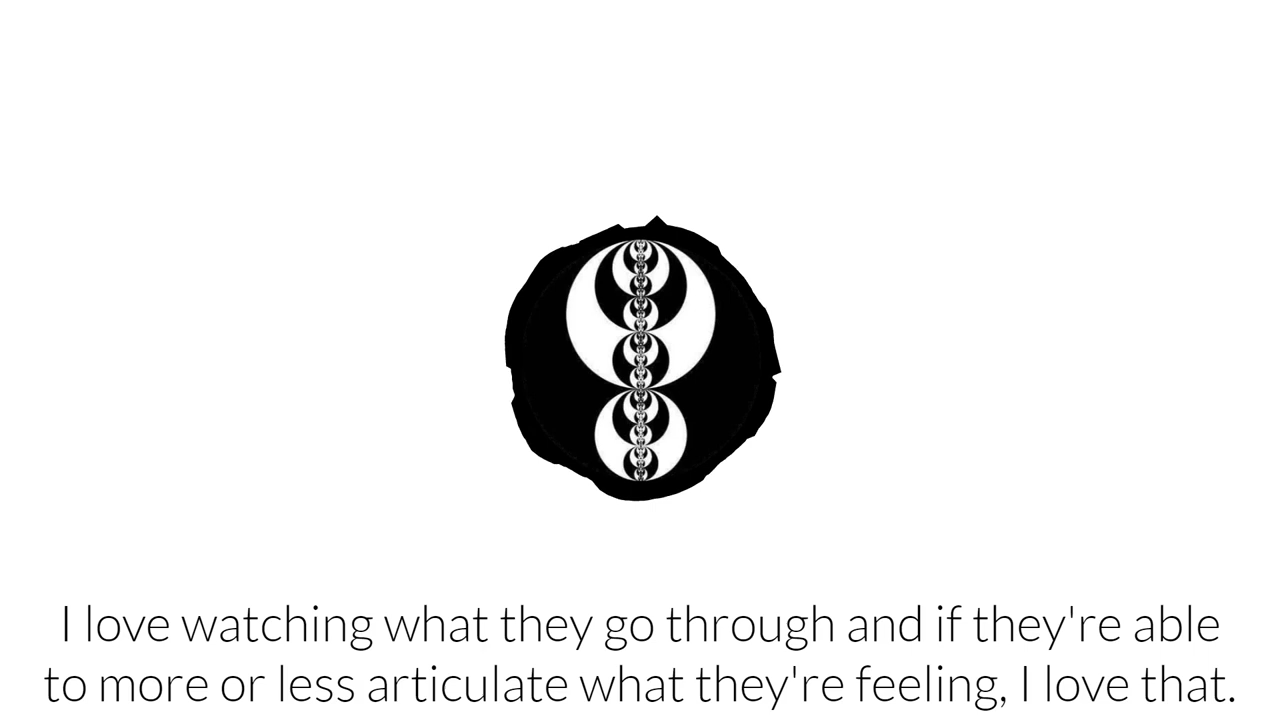 I love watching what they go through and if they're able
to more or less articulate what they're feeling, I love that.